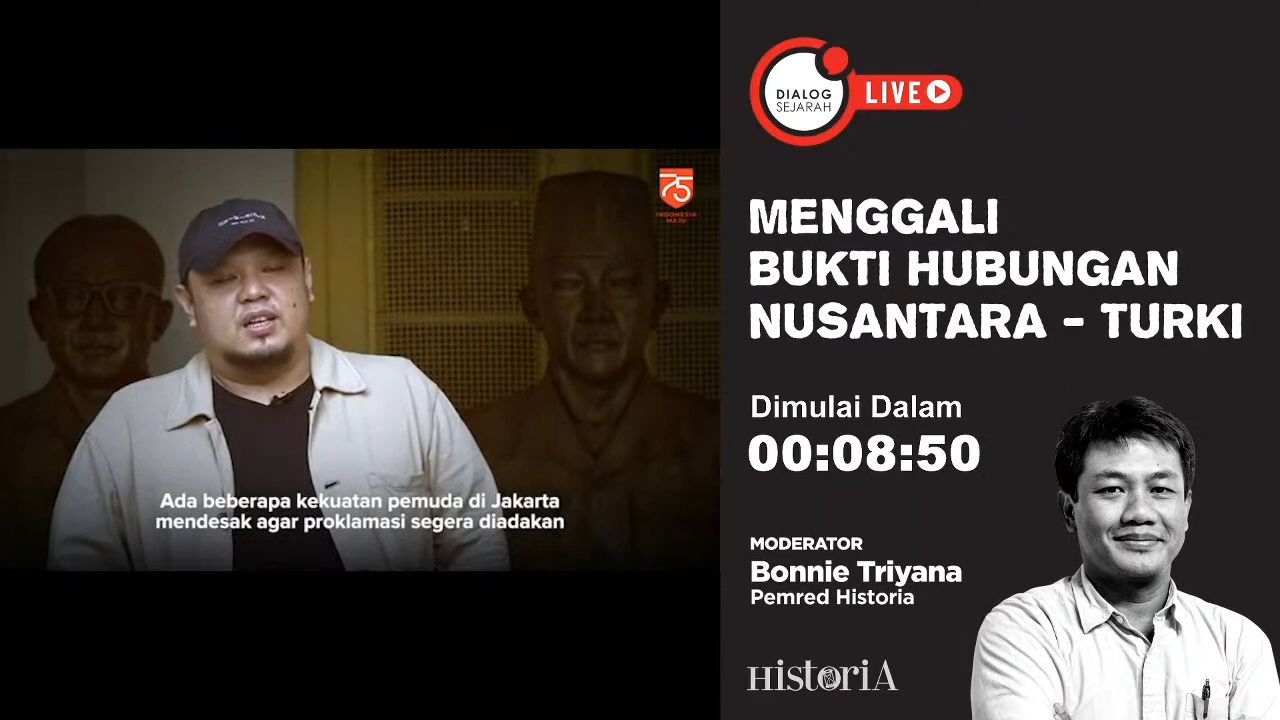 75
INDONESIA
MAJU
Ada beberapa kekuatan pemuda di Jakarta
mendesak agar proklamasi segera diadakan
DIALOG
SEJARAH
LIVE
MENGGALI
BUKTI HUBUNGAN
NUSANTARA - TURKI
Dimulai Dalam
00:08:50
MODERATOR
Bonnie Triyana
Pemred Historia
HistoriA